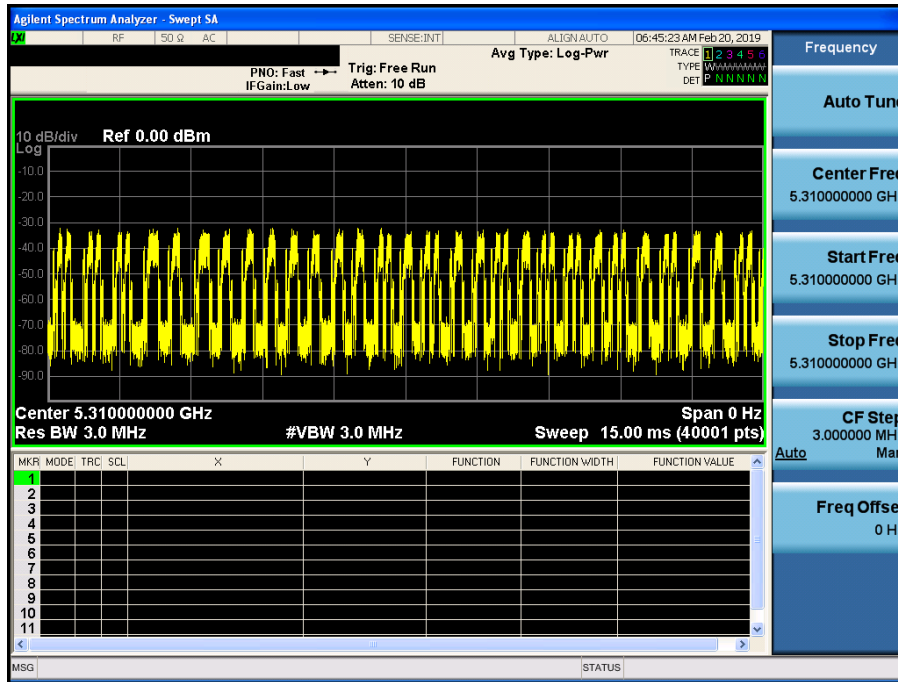 Agilent Spectrum Analyzer - Swept SA
LXI RF 50 Ω AC SENSE:INT ALIGN AUTO 06:45:23 AM Feb 20, 2019
Frequency
Avg Type: Log-Pwr
TRACE 1 2 3 4 5 6
PNO: Fast Trig: Free Run
TYPE WWWWWW
IFGain:Low Atten: 10 dB
DET P N N N N N
Auto Tune
10 dB/div Ref 0.00 dBm
Log
-10.0
-20.0
-30.0
-40.0
-50.0
-60.0
-70.0
-80.0
-90.0
Center Freq
5.310000000 GH
Start Freq
5.310000000 GH
Stop Freq
5.310000000 GH
Center 5.310000000 GHz Span 0 Hz
Res BW 3.0 MHz #VBW 3.0 MHz Sweep 15.00 ms (40001 pts)
CF Step
3.000000 MH
Auto Man
MKR MODE TRC SCL X Y FUNCTION FUNCTION WIDTH FUNCTION VALUE
1
2
3
4
5
6
7
8
9
10
11
Freq Offse
0 H
MSG STATUS